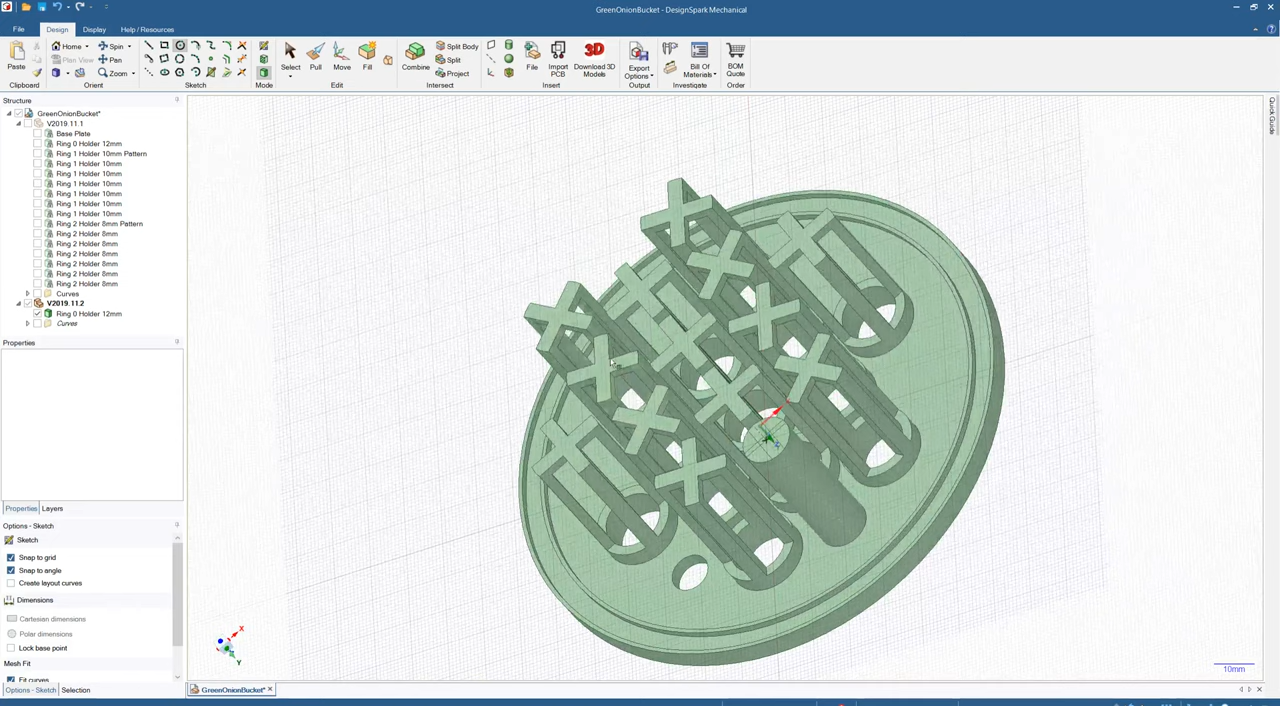 GreenOnionBucket - DesignSpark Mechanical
File
Design
Display
Help / Resources
Paste
Home
Spin
Plan View
Pan
Zoom
Select
Pull
Move
Fill
Combine
Split Body
Split
Project
File
Import PCB
Download 3D Models
Export Options
Bill Of Materials
BOM Quote
Clipboard
Orient
Sketch
Mode
Edit
Intersect
Insert
Output
Investigate
Order
Structure
GreenOnionBucket*
V2019.11.1
Base Plate
Ring 0 Holder 12mm
Ring 1 Holder 10mm Pattern
Ring 1 Holder 10mm
Ring 1 Holder 10mm
Ring 1 Holder 10mm
Ring 1 Holder 10mm
Ring 1 Holder 10mm
Ring 1 Holder 10mm
Ring 2 Holder 8mm Pattern
Ring 2 Holder 8mm
Ring 2 Holder 8mm
Ring 2 Holder 8mm
Ring 2 Holder 8mm
Ring 2 Holder 8mm
Ring 2 Holder 8mm
Curves
V2019.11.2
Ring 0 Holder 12mm
Curves
Properties
Properties
Layers
Options - Sketch
Sketch
Snap to grid
Snap to angle
Create layout curves
Dimensions
Cartesian dimensions
Polar dimensions
Lock base point
Mesh Fit
Fit curves
Options - Sketch
Selection
X
Y
10mm
GreenOnionBucket*
Quick Guide